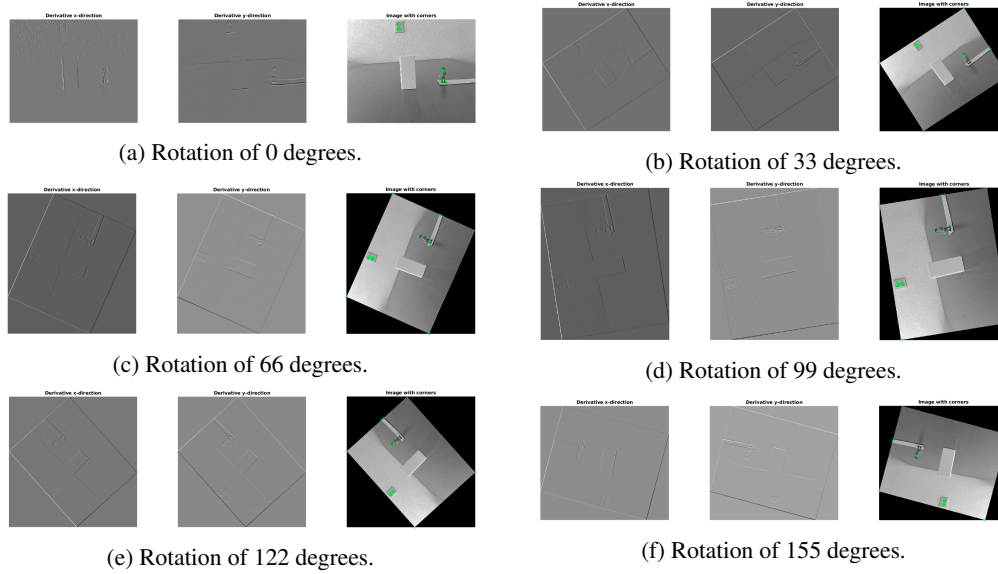 Derivative x-direction
Derivative y-direction
Image with corners
(a) Rotation of 0 degrees.
Derivative x-direction
Derivative y-direction
Image with corners
(b) Rotation of 33 degrees.
Derivative x-direction
Derivative y-direction
Image with corners
(c) Rotation of 66 degrees.
Derivative x-direction
Derivative y-direction
Image with corners
(d) Rotation of 99 degrees.
Derivative x-direction
Derivative y-direction
Image with corners
(e) Rotation of 122 degrees.
Derivative x-direction
Derivative y-direction
Image with corners
(f) Rotation of 155 degrees.